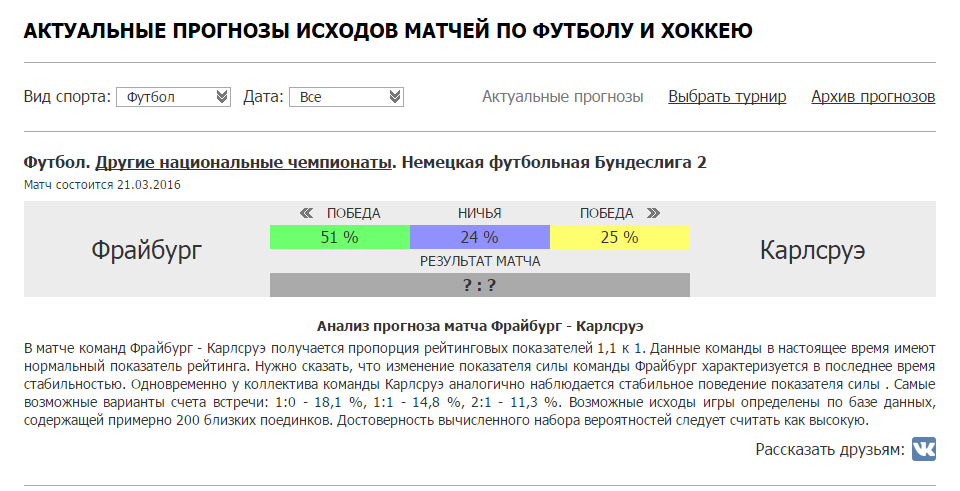 АКТУАЛЬНЫЕ ПРОГНОЗЫ ИСХОДОВ МАТЧЕЙ ПО ФУТБОЛУ И ХОККЕЮ
Вид спорта: Футбол Дата: Все Актуальные прогнозы Выбрать турнир Архив прогнозов
Футбол. Другие национальные чемпионаты. Немецкая футбольная Бундеслига 2
Матч состоится 21.03.2016
ПОБЕДА НИЧЬЯ ПОБЕДА
51 % 24 % 25 %
Фрайбург Карлсруэ
РЕЗУЛЬТАТ МАТЧА
? : ?
Анализ прогноза матча Фрайбург - Карлсруэ
В матче команд Фрайбург - Карлсруэ получается пропорция рейтинговых показателей 1,1 к 1. Данные команды в настоящее время имеют
нормальный показатель рейтинга. Нужно сказать, что изменение показателя силы команды Фрайбург характеризуется в последнее время
стабильностью. Одновременно у коллектива команды Карлсруэ аналогично наблюдается стабильное поведение показателя силы . Самые
возможные варианты счета встречи: 1:0 - 18,1 %, 1:1 - 14,8 %, 2:1 - 11,3 %. Возможные исходы игры определены по базе данных,
содержащей примерно 200 близких поединков. Достоверность вычисленного набора вероятностей следует считать как высокую.
Рассказать друзьям: